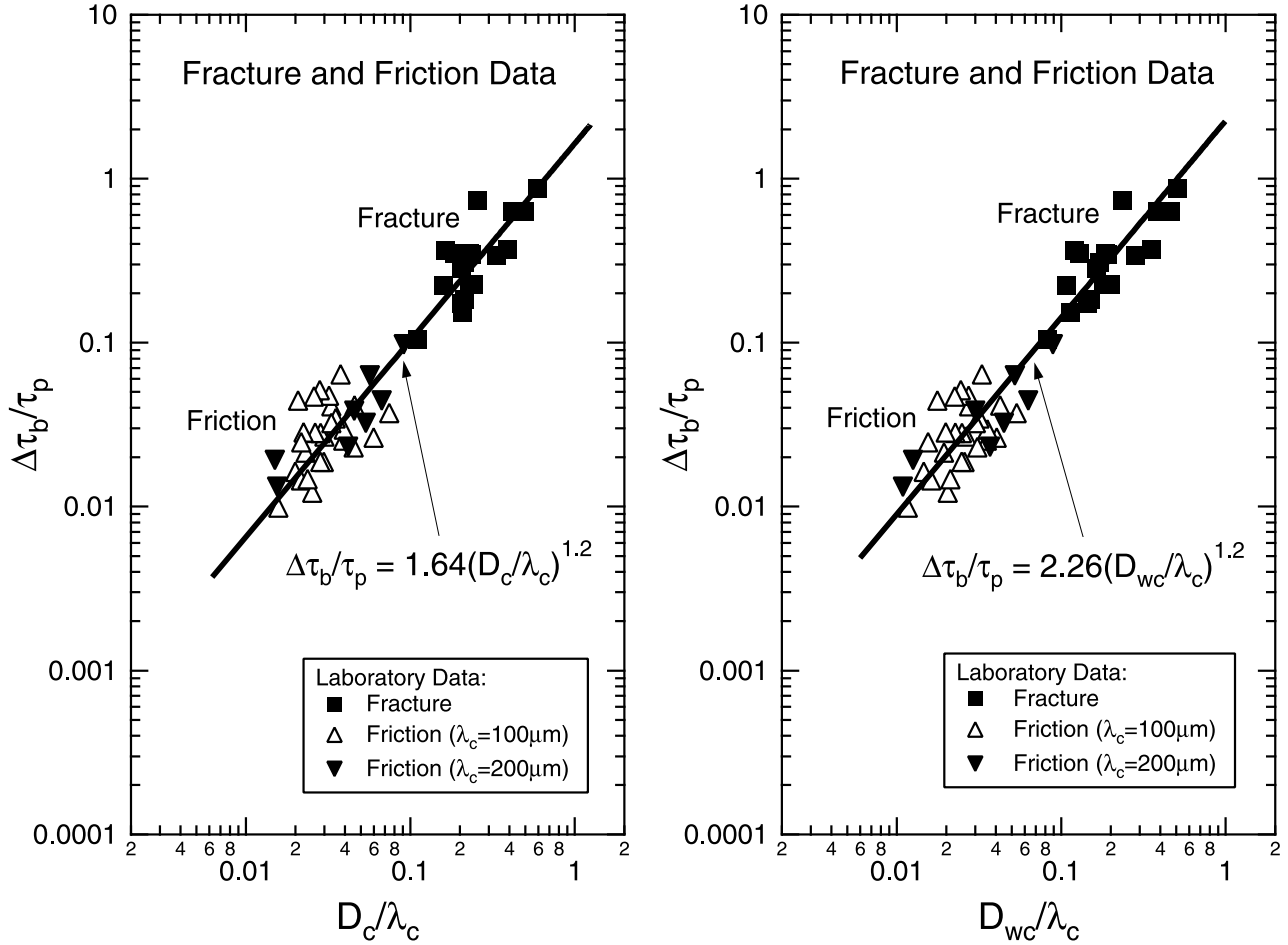 Fracture and Friction Data
Fracture
Friction
Δτb/τp = 1.64(Dc/λc)^1.2
Laboratory Data:
Fracture
Friction (λc=100μm)
Friction (λc=200μm)
10
1
0.1
0.01
0.001
0.0001
Δτb/τp
2 4 6 8 2 4 6 8 2 4 6 8 2
0.01 0.1 1
Dc/λc
Fracture and Friction Data
Fracture
Friction
Δτb/τp = 2.26(Dwc/λc)^1.2
Laboratory Data:
Fracture
Friction (λc=100μm)
Friction (λc=200μm)
10
1
0.1
0.01
0.001
0.0001
Δτb/τp
2 4 6 8 2 4 6 8 2 4 6 8 2
0.01 0.1 1
Dwc/λc